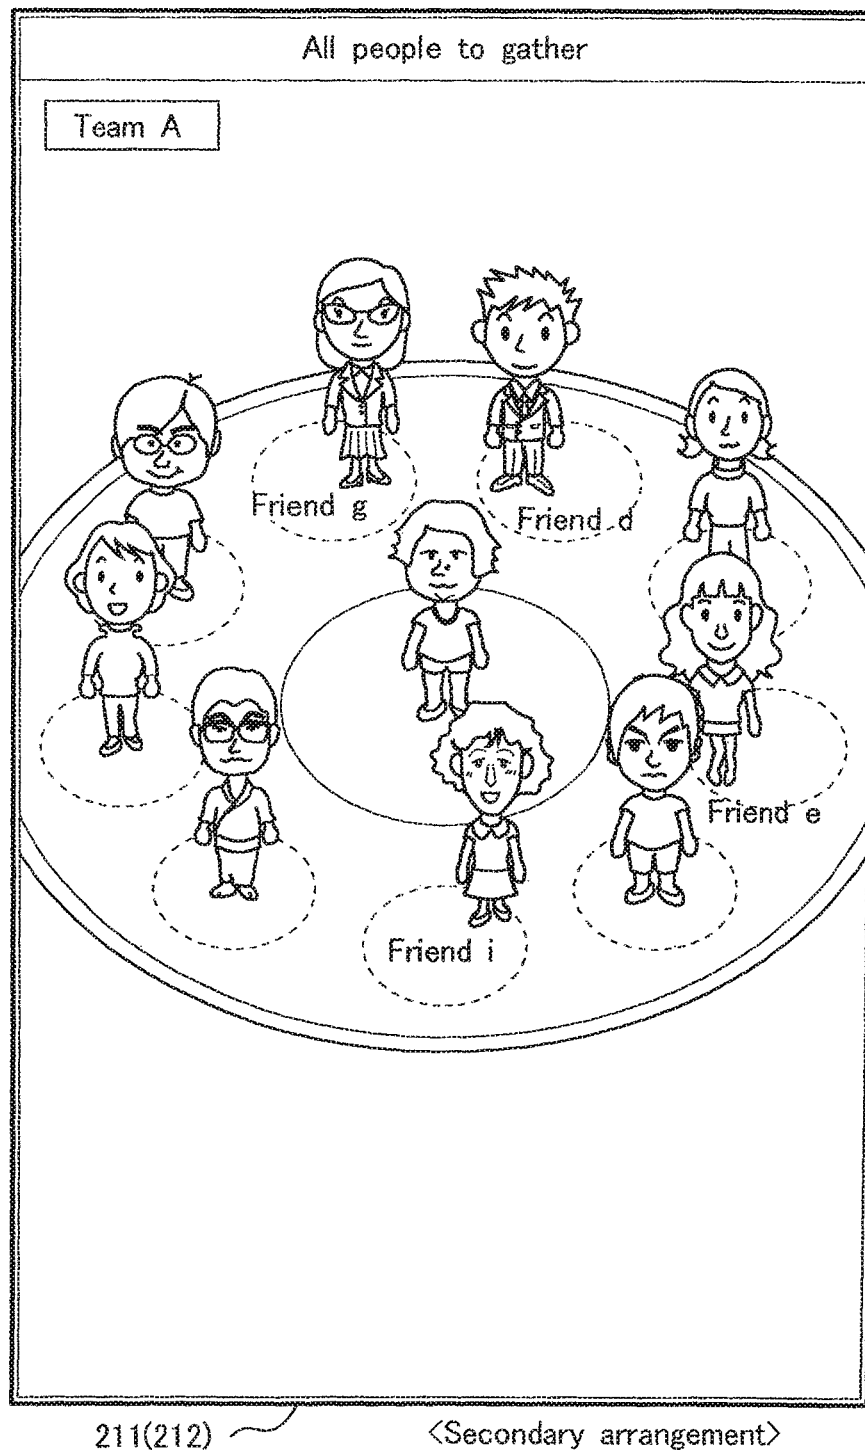 All people to gather
Team A
Friend g
Friend d
Friend e
Friend i
211(212)
<Secondary arrangement>